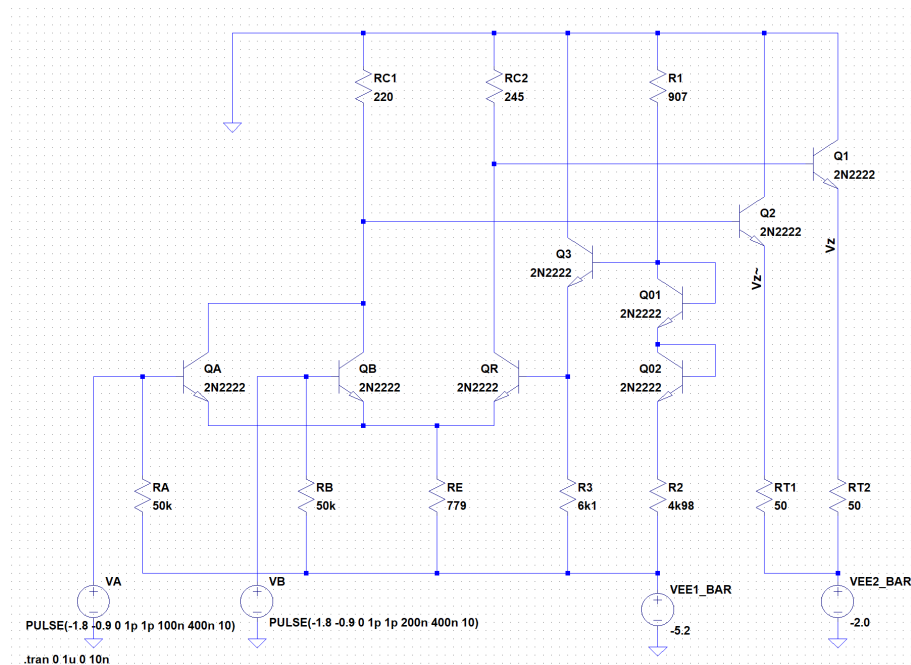 RC1
220
RC2
245
R1
907
Q1
2N2222
Q2
2N2222
Vz
Q3
2N2222
Vz~
Q01
2N2222
QA
2N2222
QB
2N2222
QR
2N2222
Q02
2N2222
RA
50k
RB
50k
RE
779
R3
6k1
R2
4k98
RT1
50
RT2
50
VA
PULSE(-1.8 -0.9 0 1p 1p 100n 400n 10)
VB
PULSE(-1.8 -0.9 0 1p 1p 200n 400n 10)
VEE1_BAR
-5.2
VEE2_BAR
-2.0
.tran 0 1u 0 10n